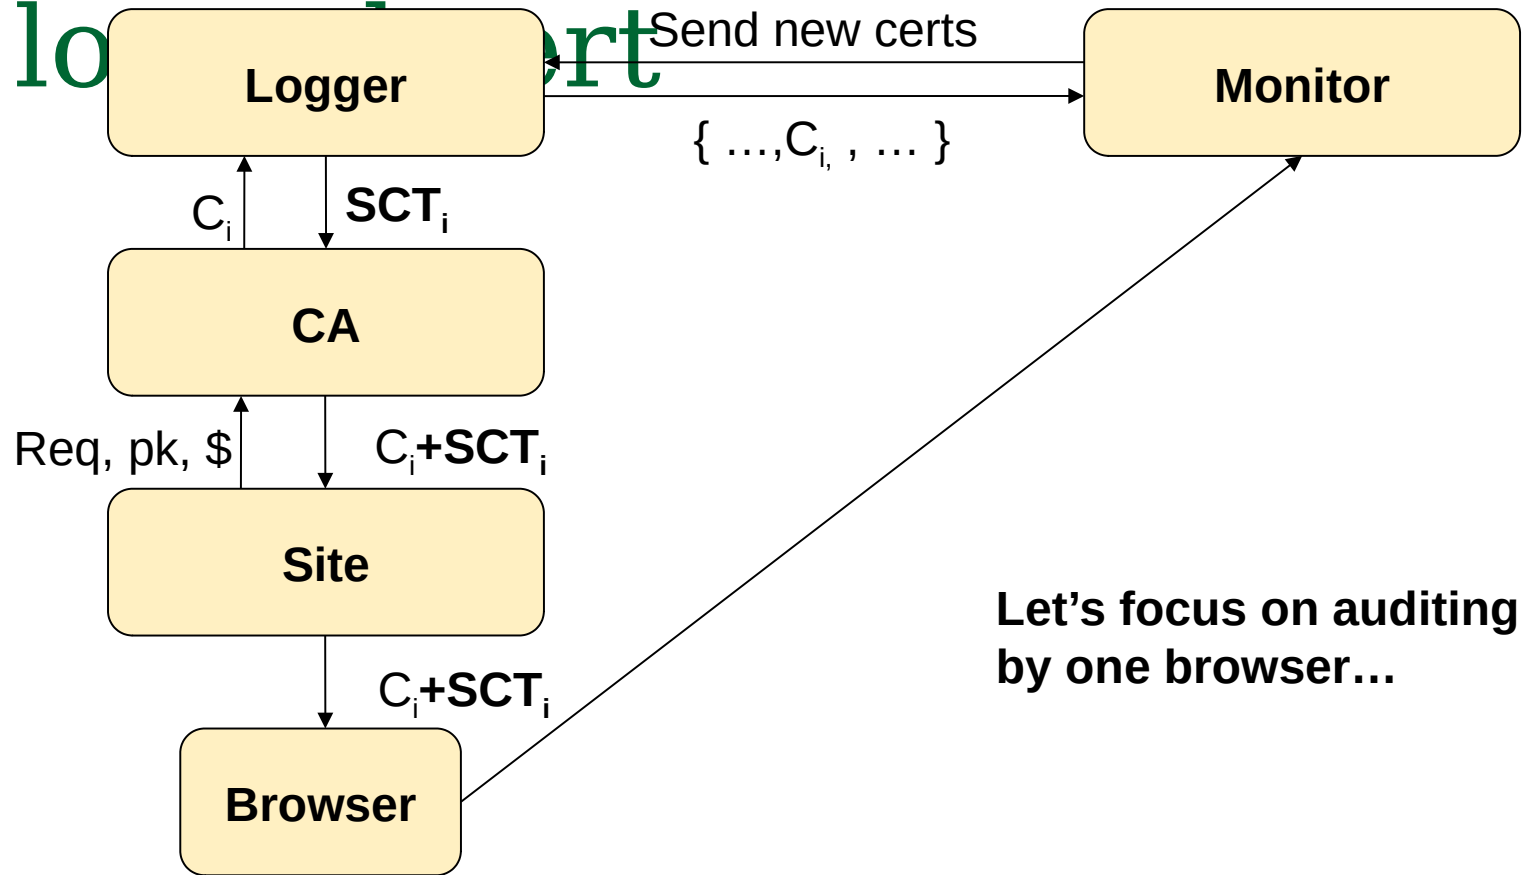 Send new certs
Logger
Monitor
{ …,Ci, , … }
Ci
SCTi
CA
Req, pk, $
Ci+SCTi
Site
Let’s focus on auditing
by one browser…
Ci+SCTi
Browser